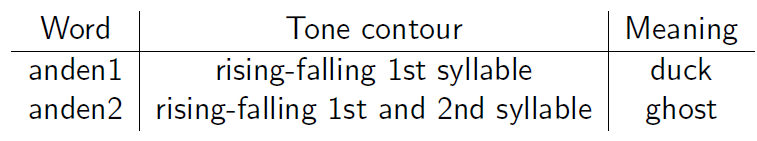 Word Tone contour Meaning
anden1 rising-falling 1st syllable duck
anden2 rising-falling 1st and 2nd syllable ghost